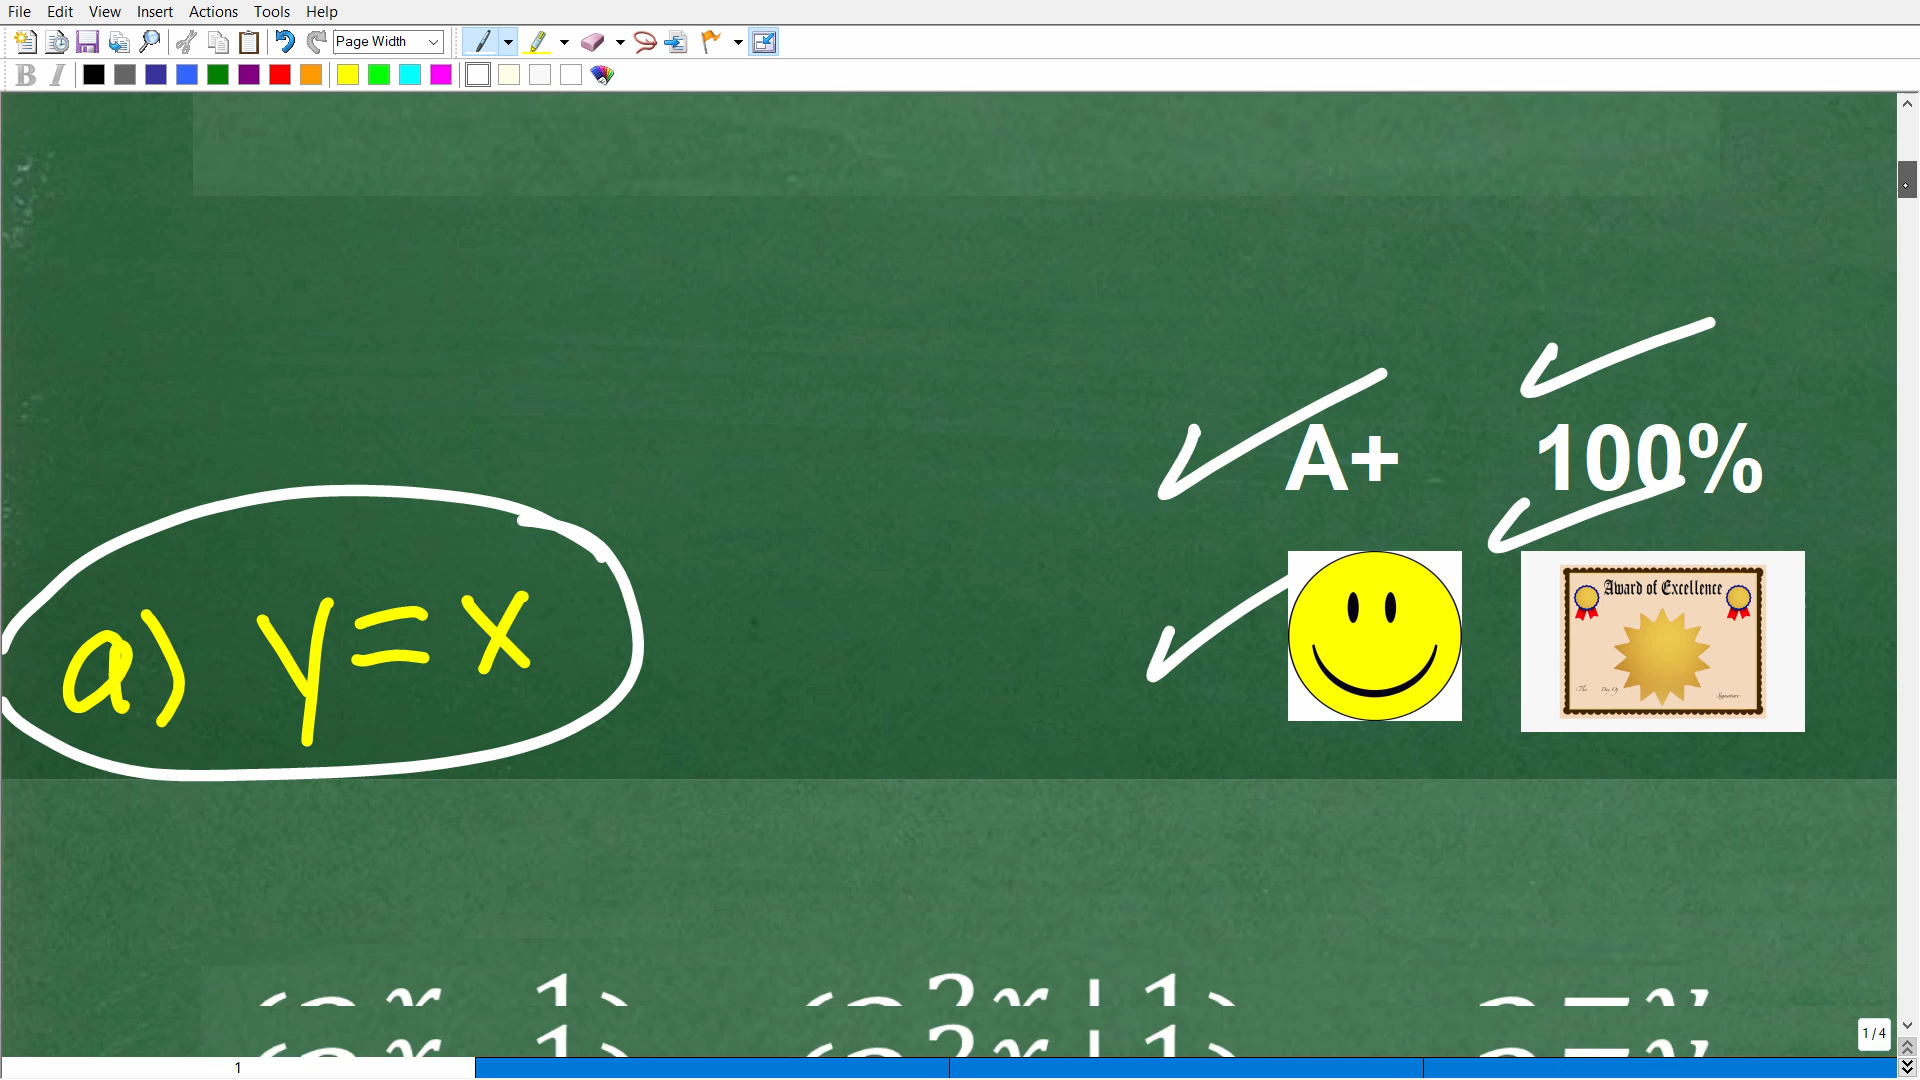 File Edit View Insert Actions Tools Help
Page Width
B I
A+ 100%
a) y = x
Award of Excellence
1/4
1